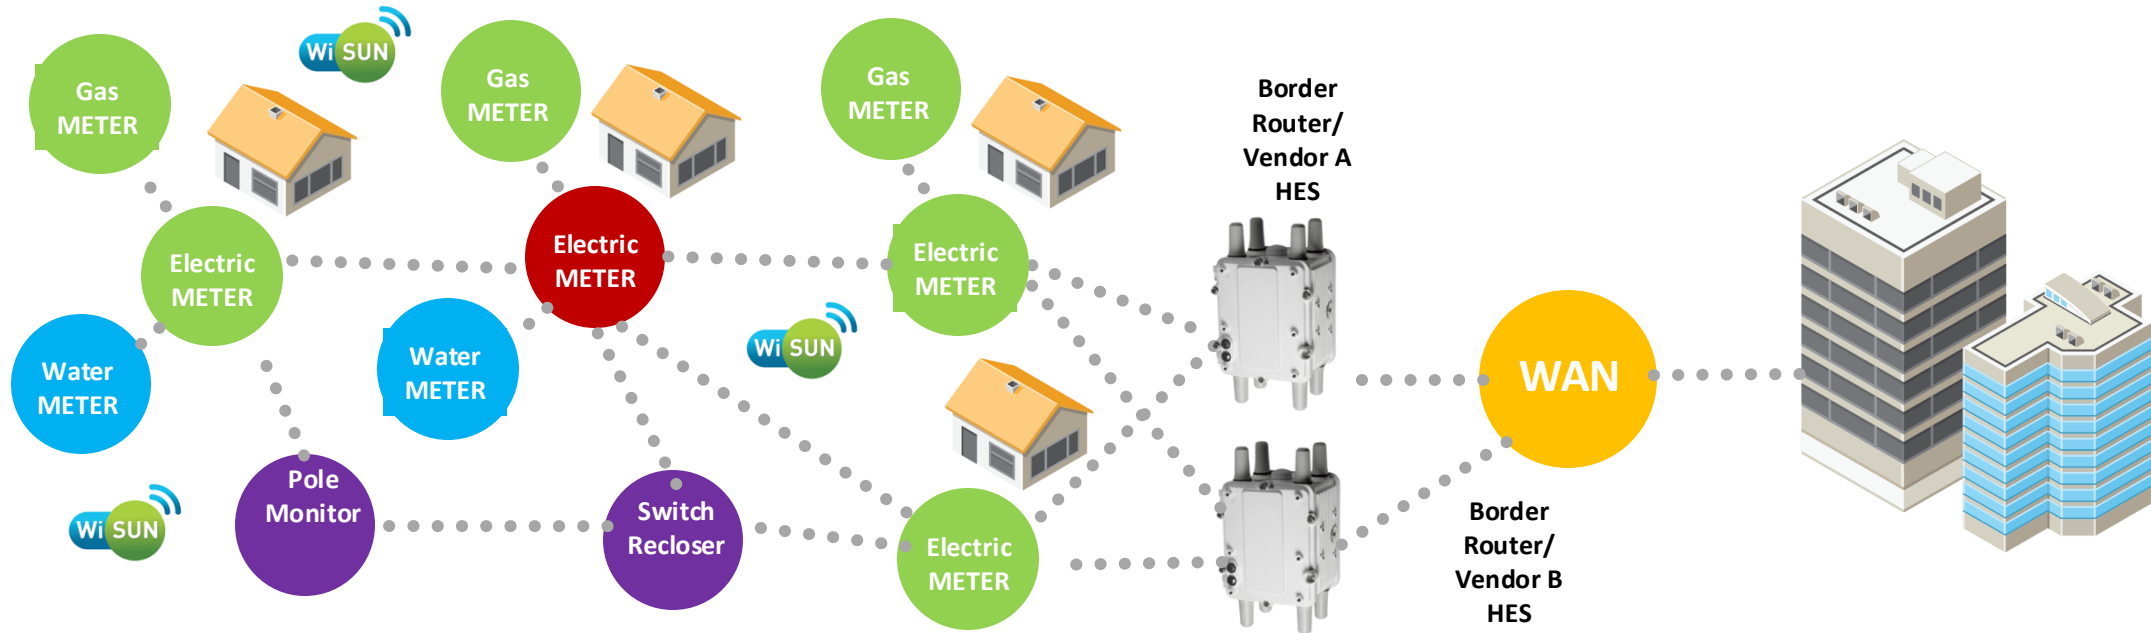 Gas
METER
Wi SUN
Gas
METER
Gas
METER
Border
Router/
Vendor A
HES
Electric
METER
Electric
METER
Electric
METER
Water
METER
Water
METER
Wi SUN
WAN
Pole
Monitor
Wi SUN
Switch
Recloser
Electric
METER
Border
Router/
Vendor B
HES